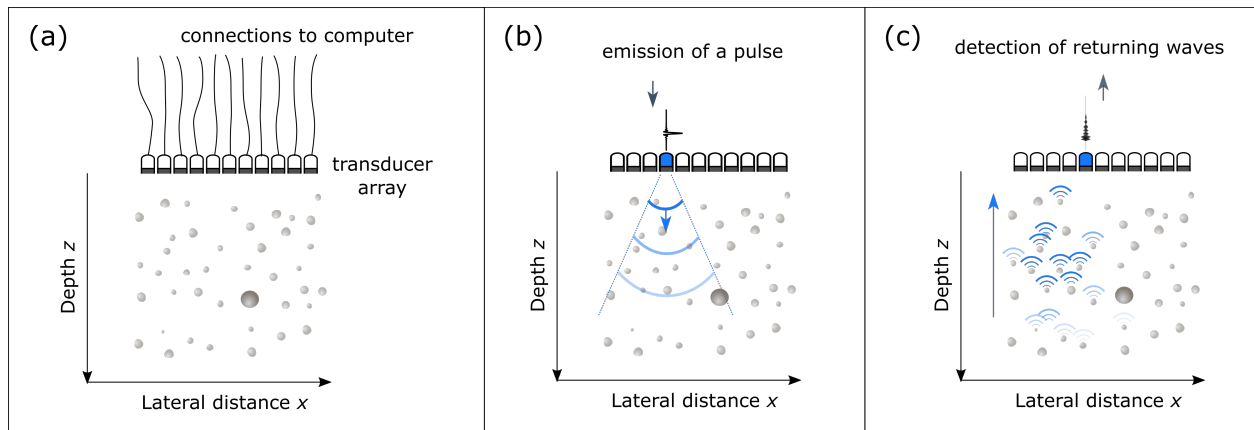 (a)
connections to computer
transducer
array
Depth z
Lateral distance x
(b)
emission of a pulse
Depth z
Lateral distance x
(c)
detection of returning waves
Depth z
Lateral distance x